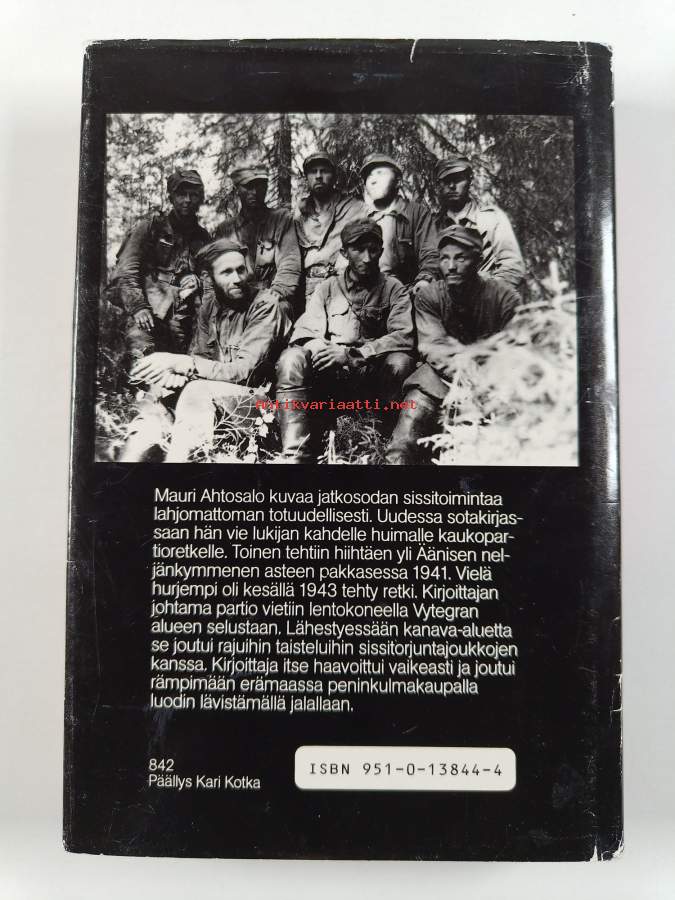 antikvariaatti.net
Mauri Ahtosalo kuvaa jatkosodan sissitoimintaa
lahjomattoman totuudellisesti. Uudessa sotakirjas-
saan hän vie lukijan kahdelle huimalle kaukopar-
tioretkelle. Toinen tehtiin hiihtäen yli Äänisen nel-
jänkymmenen asteen pakkasessa 1941. Vielä
hurjempi oli kesällä 1943 tehty retki. Kirjoittajan
johtama partio vietiin lentokoneella Vytegran
alueen selustaan. Lähestyessään kanava-aluetta
se joutui rajuihin taisteluihin sissitorjuntajoukkojen
kanssa. Kirjoittaja itse haavoittui vaikeasti ja joutui
rämpimään erämaassa peninkulmakaupalla
luodin lävistämällä jalallaan.
842
Päällys Kari Kotka
ISBN 951-0-13844-4